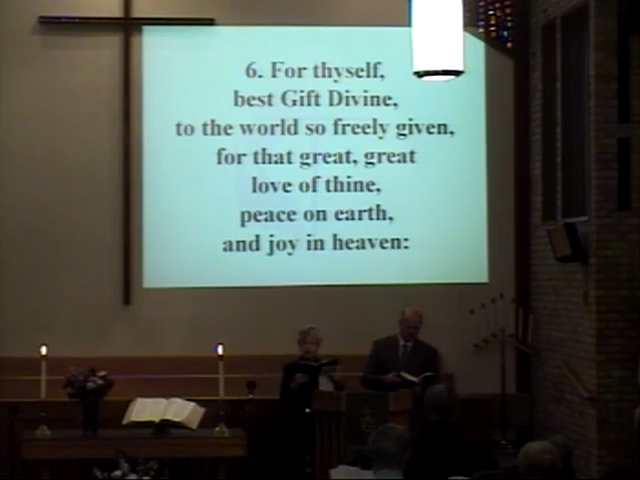 6. For thyself,
best Gift Divine,
to the world so freely given,
for that great, great
love of thine,
peace on earth,
and joy in heaven: